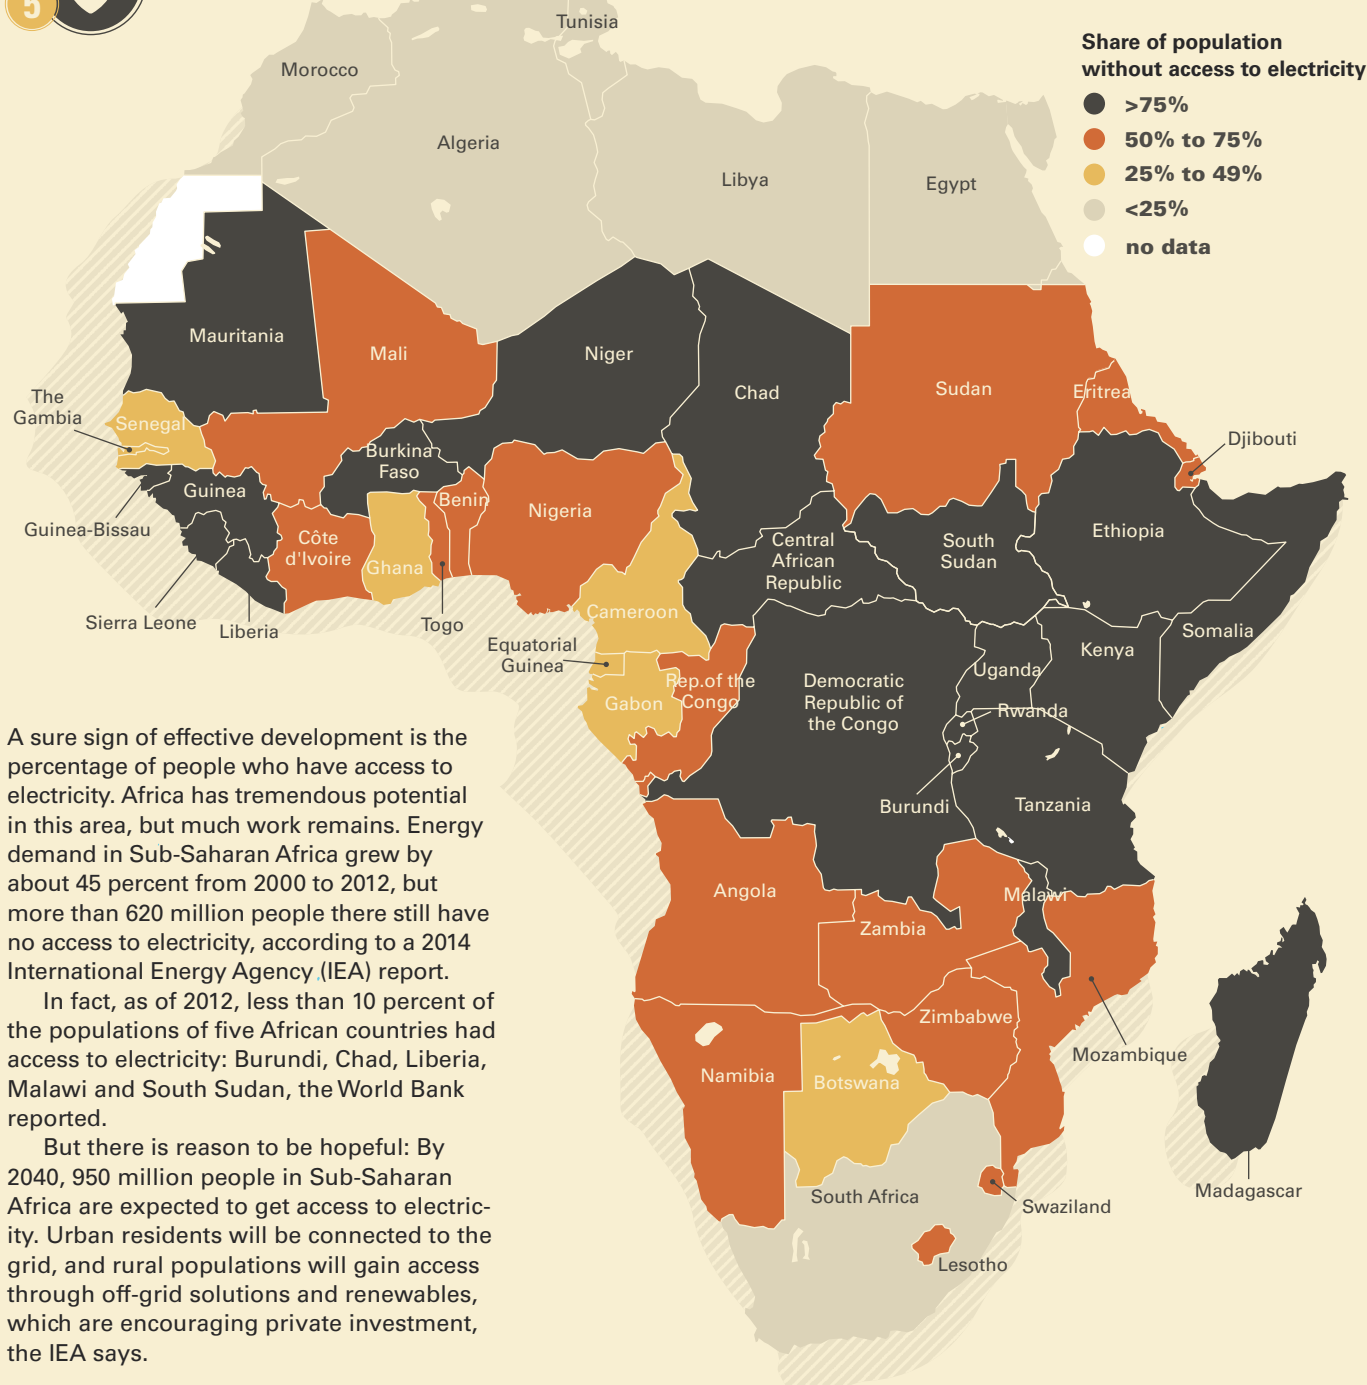 5
Tunisia
Morocco
Algeria
Libya
Egypt
Share of population
without access to electricity
>75%
50% to 75%
25% to 49%
<25%
no data
Mauritania
Mali
Niger
Chad
Sudan
Eritrea
Djibouti
The
Gambia
Senegal
Burkina
Faso
Guinea
Guinea-Bissau
Benin
Nigeria
Côte
d'Ivoire
Ghana
Central
African
Republic
South
Sudan
Ethiopia
Sierra Leone
Liberia
Togo
Cameroon
Equatorial
Guinea
Somalia
Kenya
Uganda
Gabon
Rep.of the
Congo
Democratic
Republic of
the Congo
Rwanda
Burundi
Tanzania
Angola
Zambia
Malawi
Zimbabwe
Mozambique
Namibia
Botswana
South Africa
Swaziland
Lesotho
Madagascar
A sure sign of effective development is the
percentage of people who have access to
electricity. Africa has tremendous potential
in this area, but much work remains. Energy
demand in Sub-Saharan Africa grew by
about 45 percent from 2000 to 2012, but
more than 620 million people there still have
no access to electricity, according to a 2014
International Energy Agency (IEA) report.
In fact, as of 2012, less than 10 percent of
the populations of five African countries had
access to electricity: Burundi, Chad, Liberia,
Malawi and South Sudan, the World Bank
reported.
But there is reason to be hopeful: By
2040, 950 million people in Sub-Saharan
Africa are expected to get access to electric-
ity. Urban residents will be connected to the
grid, and rural populations will gain access
through off-grid solutions and renewables,
which are encouraging private investment,
the IEA says.